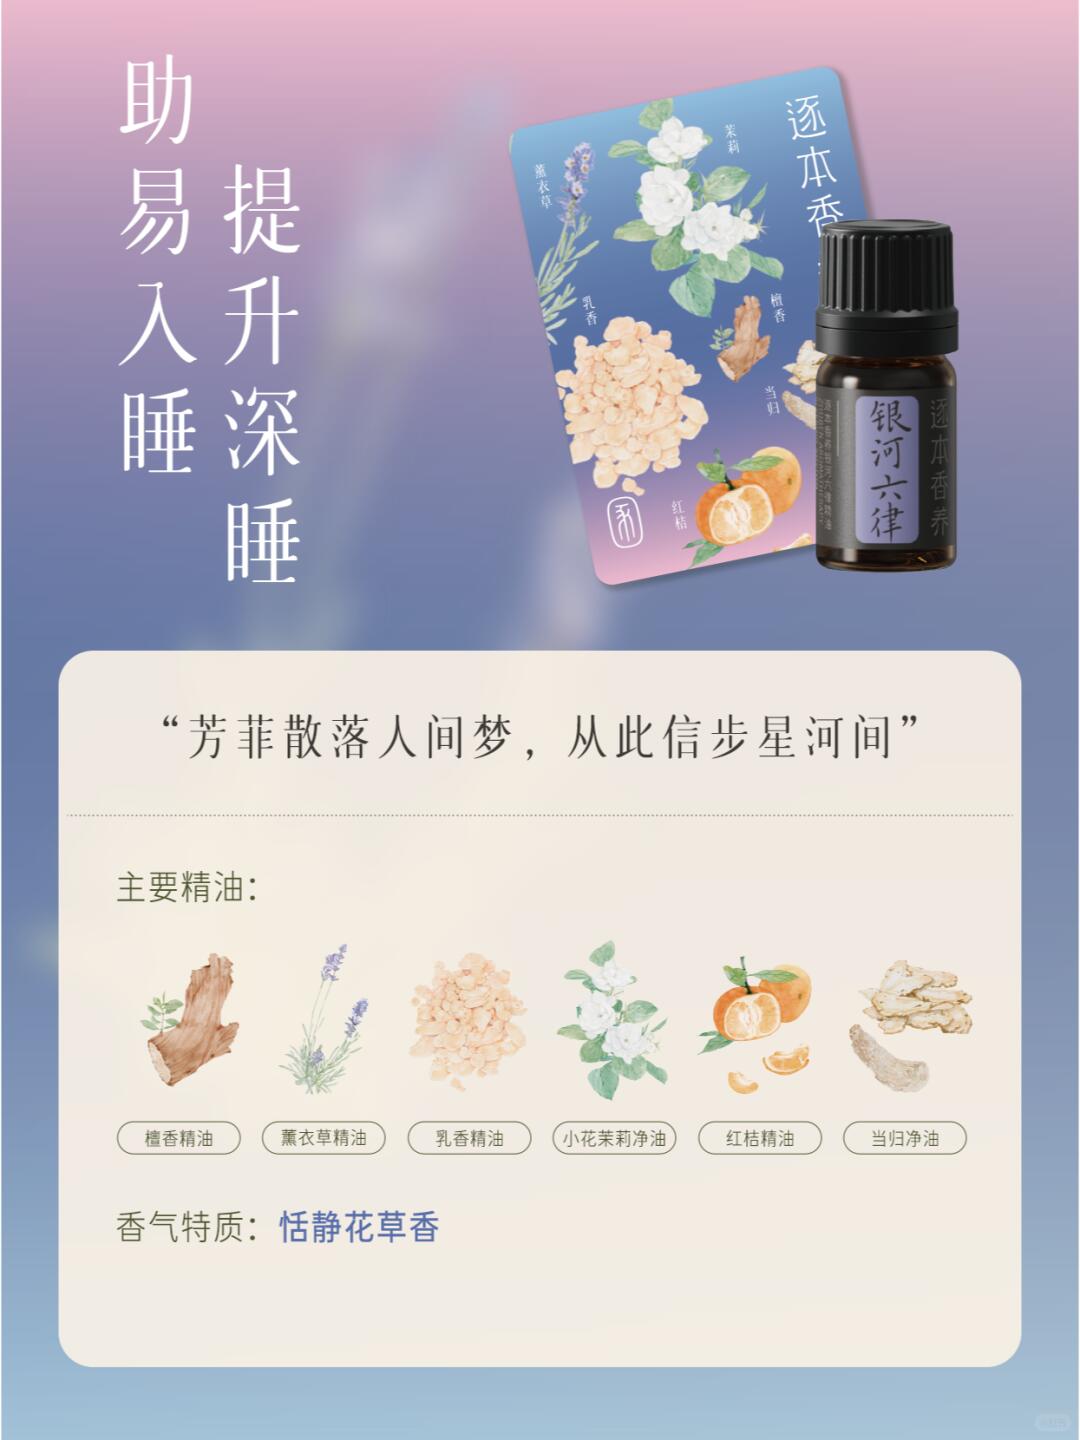 助易入睡
提升深睡
逐本香
茉莉
薰衣草
乳香
檀香
当归
红桔
逐本香养
银河六律
“芳菲散落人间梦，从此信步星河间”
主要精油：
檀香精油
薰衣草精油
乳香精油
小花茉莉净油
红桔精油
当归净油
香气特质：恬静花草香